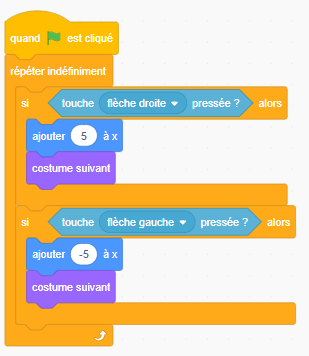 quand est cliqué
répéter indéfiniment
si touche flèche droite pressée ? alors
ajouter 5 à x
costume suivant
si touche flèche gauche pressée ? alors
ajouter -5 à x
costume suivant